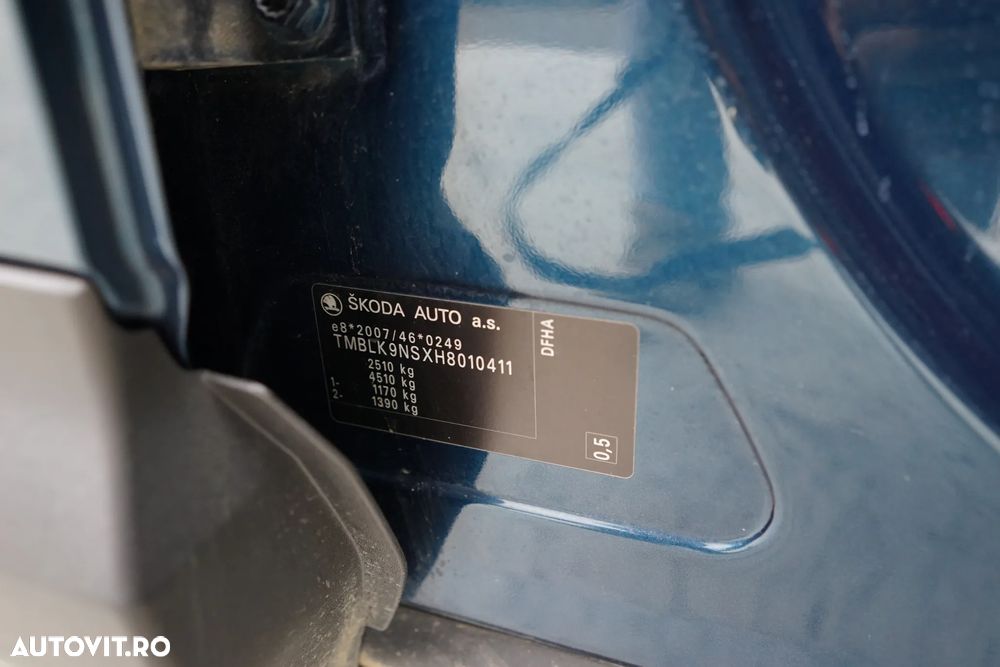 ŠKODA AUTO a.s.
e8*2007/46*0249
TMBLK9NSXH8010411
2510 kg
4510 kg
1- 1170 kg
2- 1390 kg
DFHA
0,5
AUTOVIT.RO